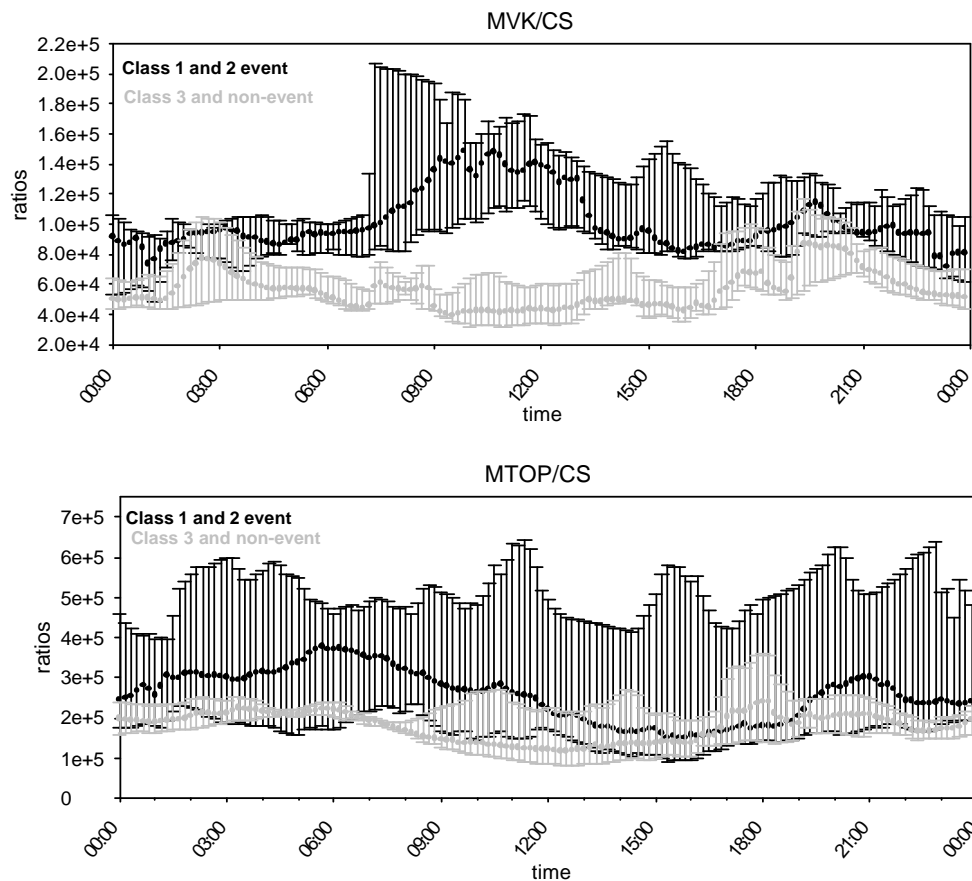 MVK/CS
2.2e+5
2.0e+5
1.8e+5
1.6e+5
1.4e+5
1.2e+5
1.0e+5
8.0e+4
6.0e+4
4.0e+4
2.0e+4
ratios
Class 1 and 2 event
Class 3 and non-event
00:00 03:00 06:00 09:00 12:00 15:00 18:00 21:00 00:00
time
MTOP/CS
7e+5
6e+5
5e+5
4e+5
3e+5
2e+5
1e+5
0
ratios
Class 1 and 2 event
Class 3 and non-event
00:00 03:00 06:00 09:00 12:00 15:00 18:00 21:00 00:00
time